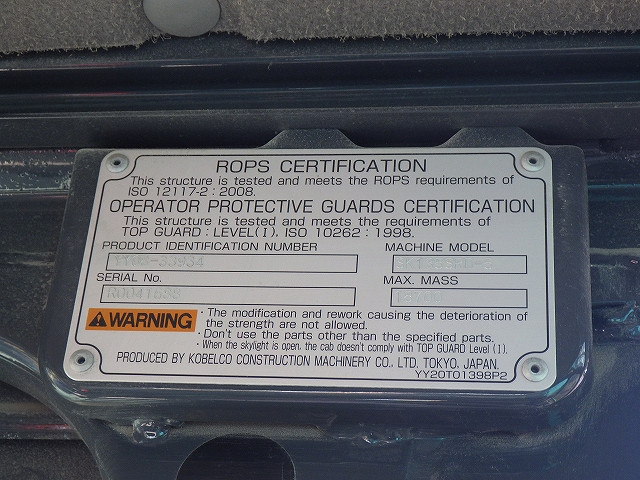 ROPS CERTIFICATION
This structure is tested and meets the ROPS requirements of
ISO 12117-2 : 2008.
OPERATOR PROTECTIVE GUARDS CERTIFICATION
This structure is tested and meets the requirements of
TOP GUARD : LEVEL(I). ISO 10262 : 1998.
PRODUCT IDENTIFICATION NUMBER
MACHINE MODEL
SERIAL No.
MAX. MASS
WARNING
· The modification and rework causing the deterioration of
the strength are not allowed.
· Don't use the parts other than the specified parts.
· When the skylight is open, the cab doesn't comply with TOP GUARD Level (I).
PRODUCED BY KOBELCO CONSTRUCTION MACHINERY CO., LTD. TOKYO, JAPAN.
YY20T01398P2